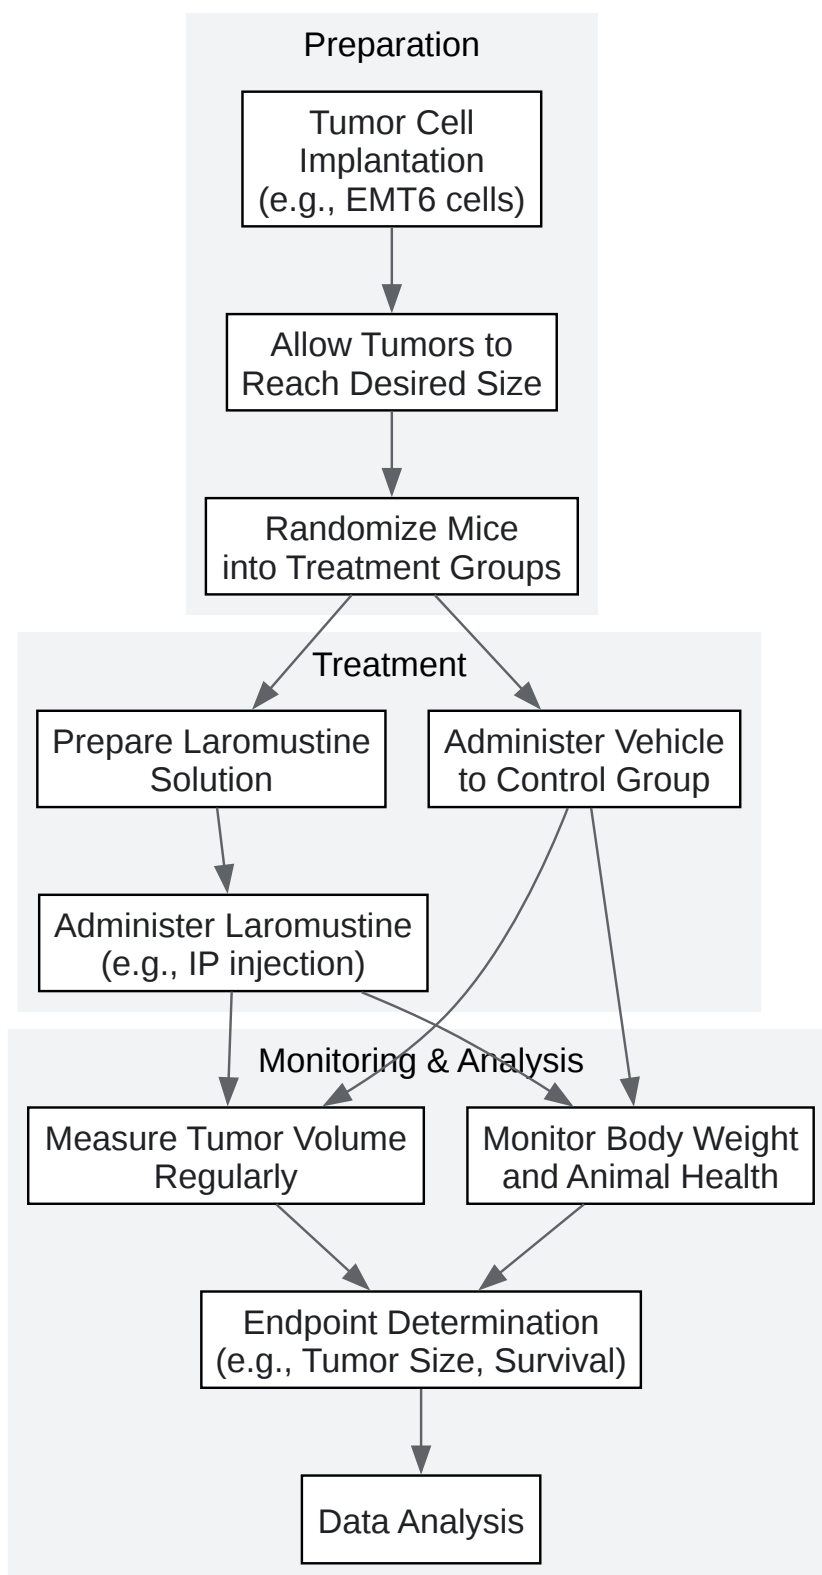 Preparation
Tumor Cell
Implantation
(e.g., EMT6 cells)
Allow Tumors to
Reach Desired Size
Randomize Mice
into Treatment Groups
Treatment
Prepare Laromustine
Solution
Administer Vehicle
to Control Group
Administer Laromustine
(e.g., IP injection)
Monitoring & Analysis
Measure Tumor Volume
Regularly
Monitor Body Weight
and Animal Health
Endpoint Determination
(e.g., Tumor Size, Survival)
Data Analysis